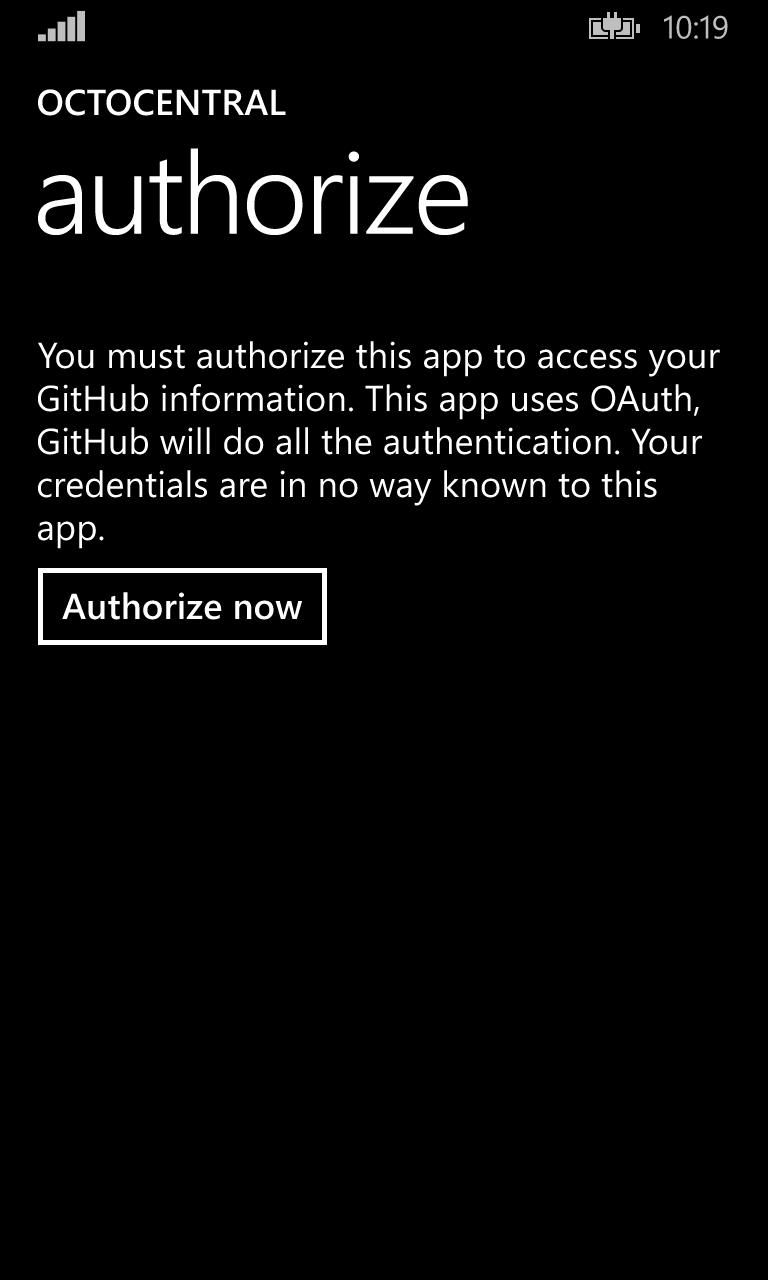 10:19
OCTOCENTRAL
authorize
You must authorize this app to access your
GitHub information. This app uses OAuth,
GitHub will do all the authentication. Your
credentials are in no way known to this
app.
Authorize now